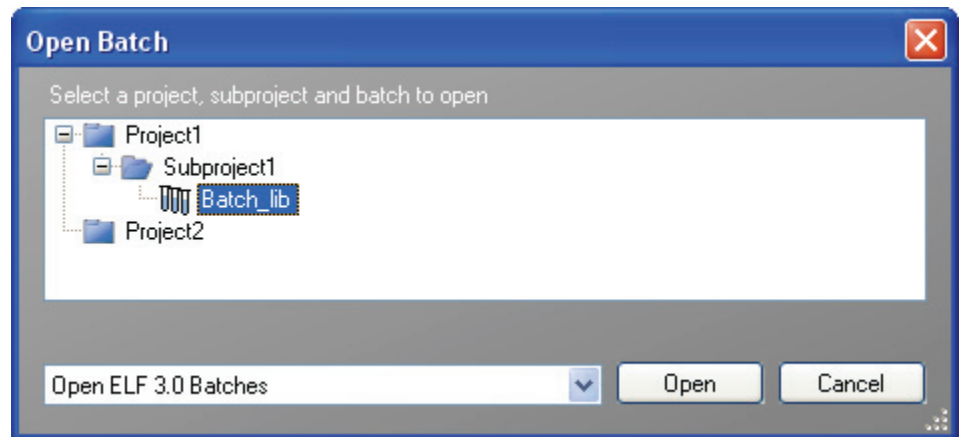 Open Batch
Select a project, subproject and batch to open
Project1
Subproject1
Batch_lib
Project2
Open ELF 3.0 Batches
Open
Cancel